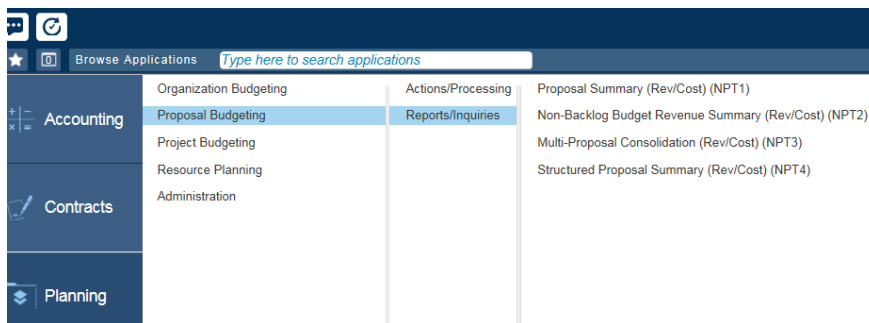 0 Browse Applications Type here to search applications
Accounting
Contracts
Planning
Organization Budgeting
Proposal Budgeting
Project Budgeting
Resource Planning
Administration
Actions/Processing
Reports/Inquiries
Proposal Summary (Rev/Cost) (NPT1)
Non-Backlog Budget Revenue Summary (Rev/Cost) (NPT2)
Multi-Proposal Consolidation (Rev/Cost) (NPT3)
Structured Proposal Summary (Rev/Cost) (NPT4)